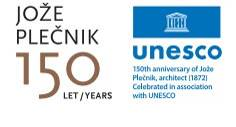 JOŽE
PLEČNIK
150
LET / YEARS
unesco
150th anniversary of Jože
Plečnik, architect (1872)
Celebrated in association
with UNESCO